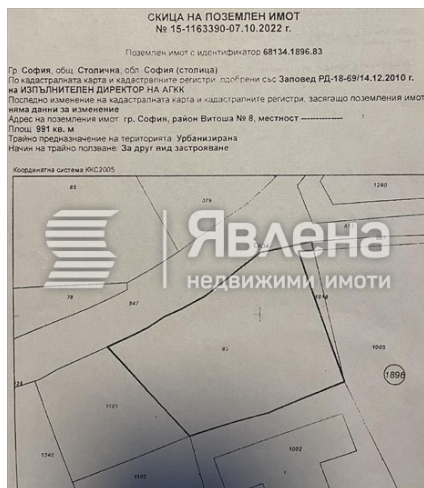 СКИЦА НА ПОЗЕМЛЕН ИМОТ
№ 15-1163390-07.10.2022 г.
Поземлен имот с идентификатор 68134.1896.83
Гр. София, общ. Столична, обл. София (столица)
По кадастралната карта и кадастралните регистри, одобрени със Заповед РД-18-69/14.12.2010 г.
на ИЗПЪЛНИТЕЛЕН ДИРЕКТОР НА АГКК
Последно изменение на кадастралната карта и кадастралните регистри, засягащо поземления имот
няма данни за изменение
Адрес на поземления имот: гр. София, район Витоша № 8, местност --------------
Площ: 991 кв. м
Трайно предназначение на територията: Урбанизирана
Начин на трайно ползване: За друг вид застрояване
Координатна система ККС2005
85
379
1280
811
Явлена
недвижими имоти
78
847
1018
83
1005
1896
1101
1240
1102
1002